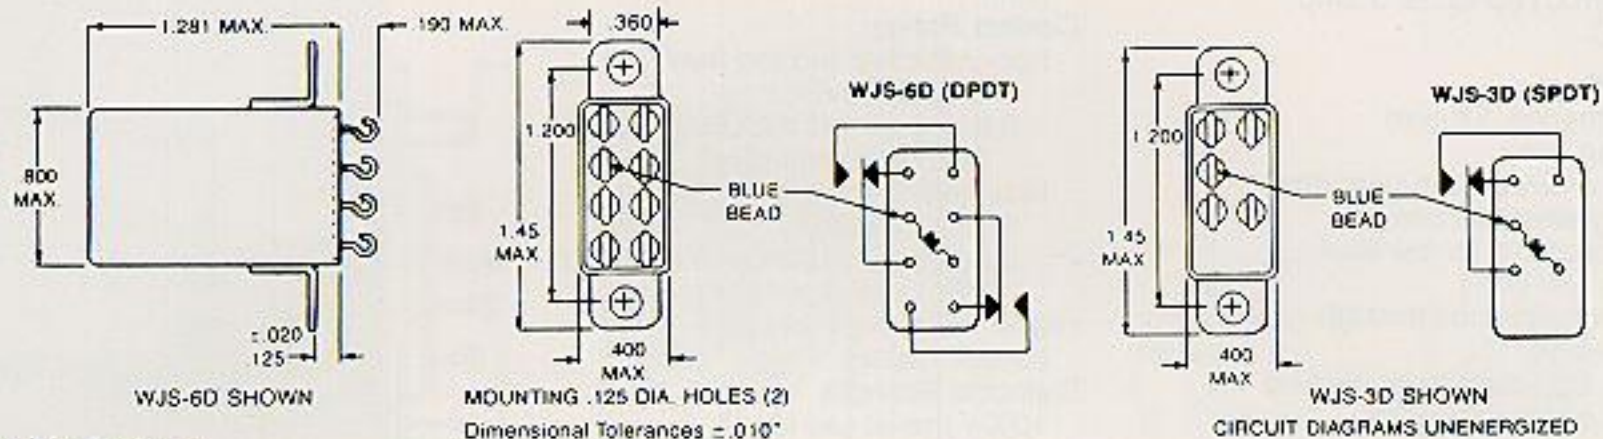 1.281 MAX.
.190 MAX.
.800
MAX.
±.020
.125
WJS-6D SHOWN
.360
1.200
1.45
MAX
.400
MAX
MOUNTING .125 DIA. HOLES (2)
Dimensional Tolerances ±.010"
BLUE
BEAD
WJS-6D (DPDT)
1.200
1.45
MAX
.400
MAX
BLUE
BEAD
WJS-3D (SPDT)
WJS-3D SHOWN
CIRCUIT DIAGRAMS UNENERGIZED